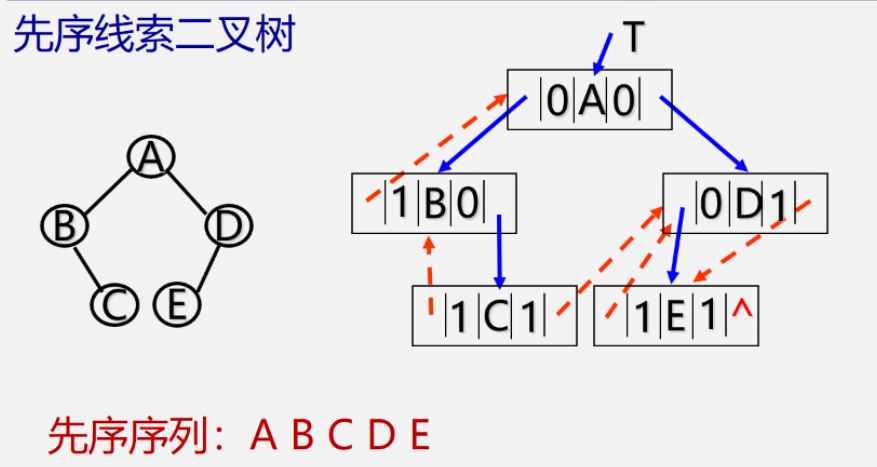 先序线索二叉树
T
0 A 0
A
1 B 0
0 D 1
B
D
C
E
1 C 1
1 E 1 ^
先序序列：A B C D E